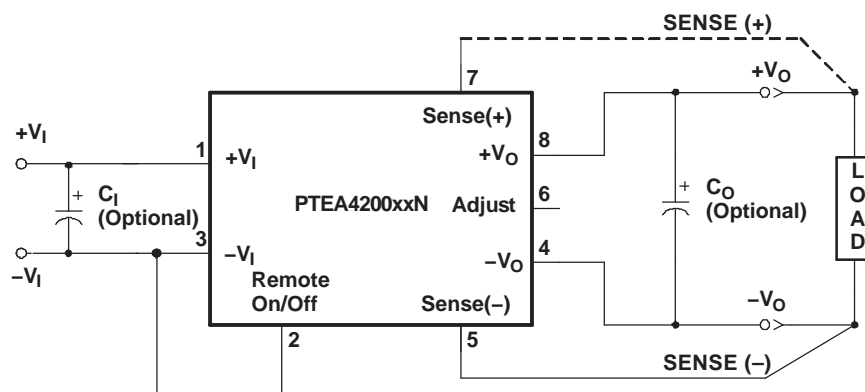 SENSE (+)
7
+VO
Sense(+)
8
+VI
1
+VI
+VO
+
CI
(Optional)
PTEA4200xxN
Adjust
6
+
CO
(Optional)
LOAD
3
4
−VI
−VI
−VO
Remote
On/Off
Sense(−)
−VO
2
5
SENSE (−)